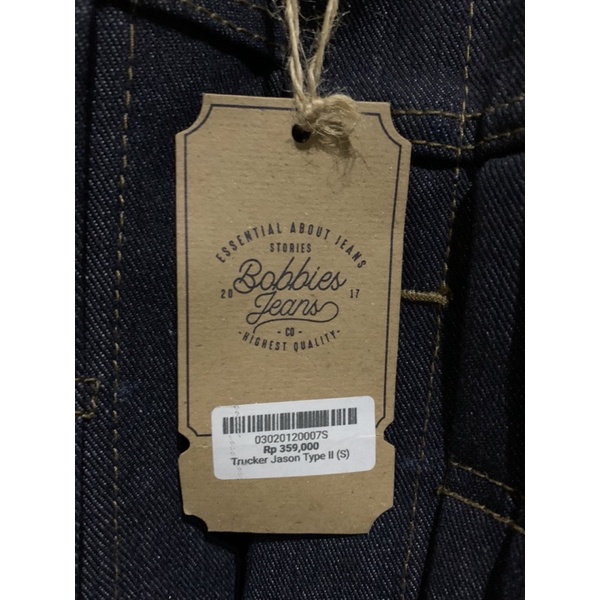 ESSENTIAL ABOUT JEANS
STORIES
Bobbies
20 17
Jeans
- CO -
-HIGHEST QUALITY-
03020120007S
Rp 359,000
Trucker Jason Type II (S)